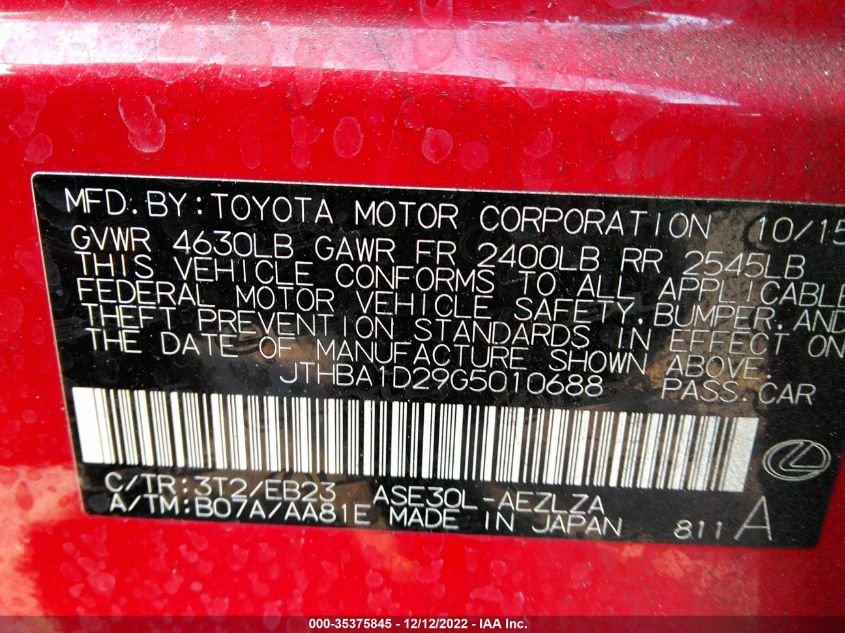 MFD.BY:TOYOTA MOTOR CORPORATION 10/15
GVWR 4630LB GAWR FR 2400LB RR 2545LB
THIS VEHICLE CONFORMS TO ALL APPLICABLE
FEDERAL MOTOR VEHICLE SAFETY,BUMPER,AND
THEFT PREVENTION STANDARDS IN EFFECT ON
THE DATE OF MANUFACTURE SHOWN ABOVE.
JTHBA1D29G5010688 PASS.CAR
C/TR:3T2/EB23 ASE30L-AEZLZA
A/TM:B07A/AA81E MADE IN JAPAN 811 A
000-35375845 - 12/12/2022 - IAA Inc.